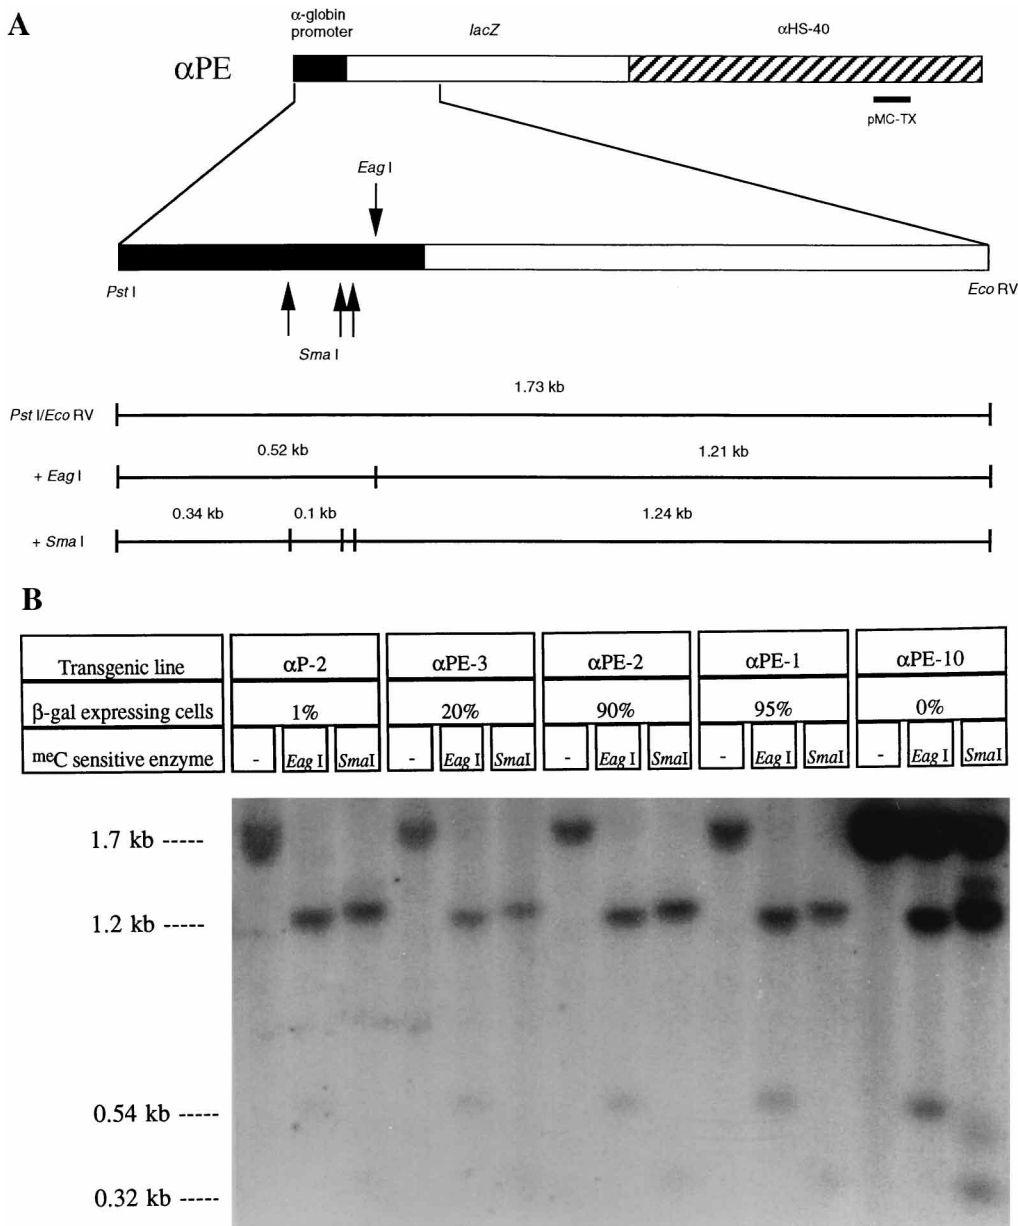 A
α-globin
promoter
lacZ
αHS-40
αPE
pMC-TX
Eag I
Pst I
Eco RV
Sma I
1.73 kb
Pst I/Eco RV
0.52 kb
1.21 kb
+ Eag I
0.34 kb
0.1 kb
1.24 kb
+ Sma I
B
Transgenic line αP-2 αPE-3 αPE-2 αPE-1 αPE-10
β-gal expressing cells 1% 20% 90% 95% 0%
meC sensitive enzyme - Eag I SmaI - Eag I SmaI - Eag I SmaI - Eag I SmaI - Eag I SmaI
1.7 kb -----
1.2 kb -----
0.54 kb -----
0.32 kb -----